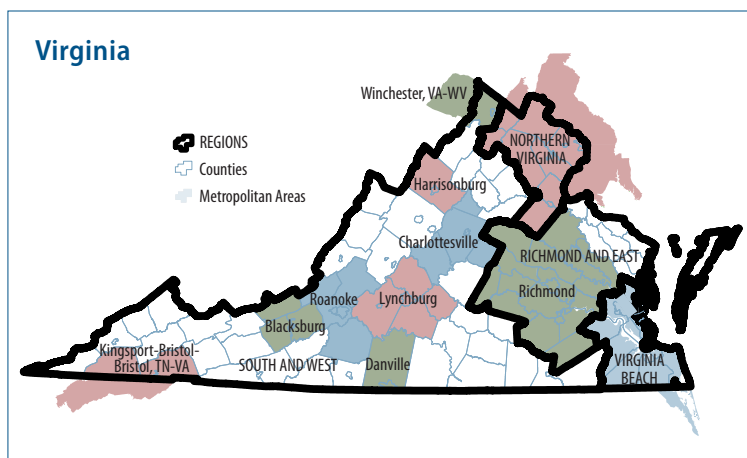 Virginia
Winchester, VA-WV
REGIONS
Counties
Metropolitan Areas
NORTHERN
VIRGINIA
Harrisonburg
Charlottesville
RICHMOND AND EAST
Richmond
Roanoke
Lynchburg
Blacksburg
Kingsport-Bristol-
Bristol, TN-VA
SOUTH AND WEST
Danville
VIRGINIA
BEACH